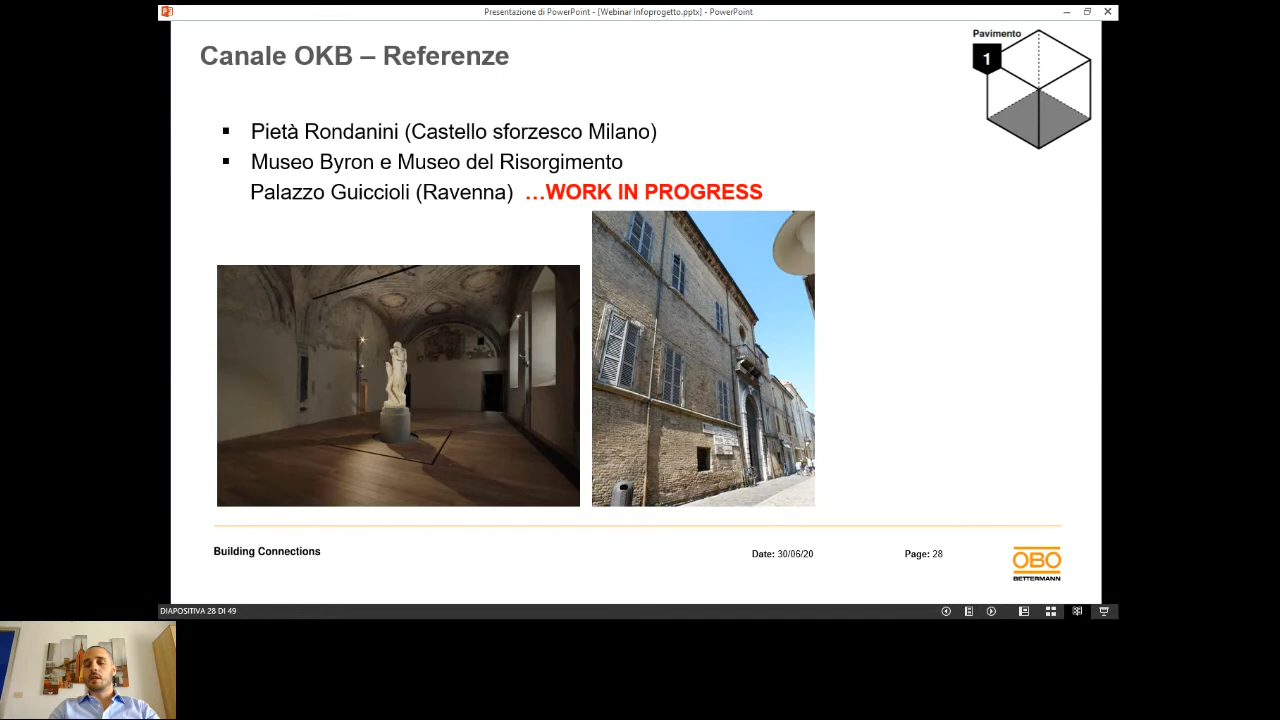 Presentazione di PowerPoint - [Webinar Infoprogetto.pptx] - PowerPoint
Canale OKB – Referenze
Pavimento
1
Pietà Rondanini (Castello sforzesco Milano)
Museo Byron e Museo del Risorgimento
Palazzo Guiccioli (Ravenna) ...WORK IN PROGRESS
Building Connections
Date: 30/06/20
Page: 28
OBO
BETTERMANN
DIAPOSITIVA 28 DI 49